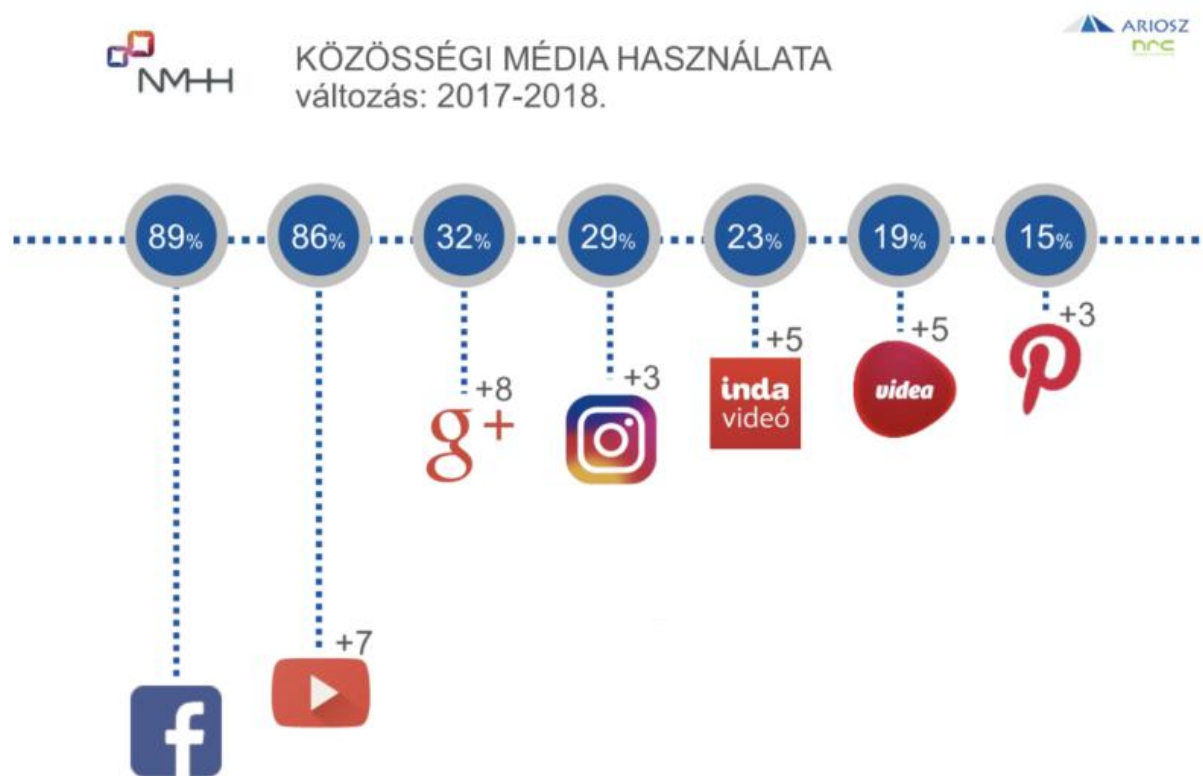 NMHH
KÖZÖSSÉGI MÉDIA HASZNÁLATA
változás: 2017-2018.
ARIOSZ
nrc
89%
86%
32%
29%
23%
19%
15%
+3
+5
+5
+3
+8
+7
g+
inda
videó
videa
f